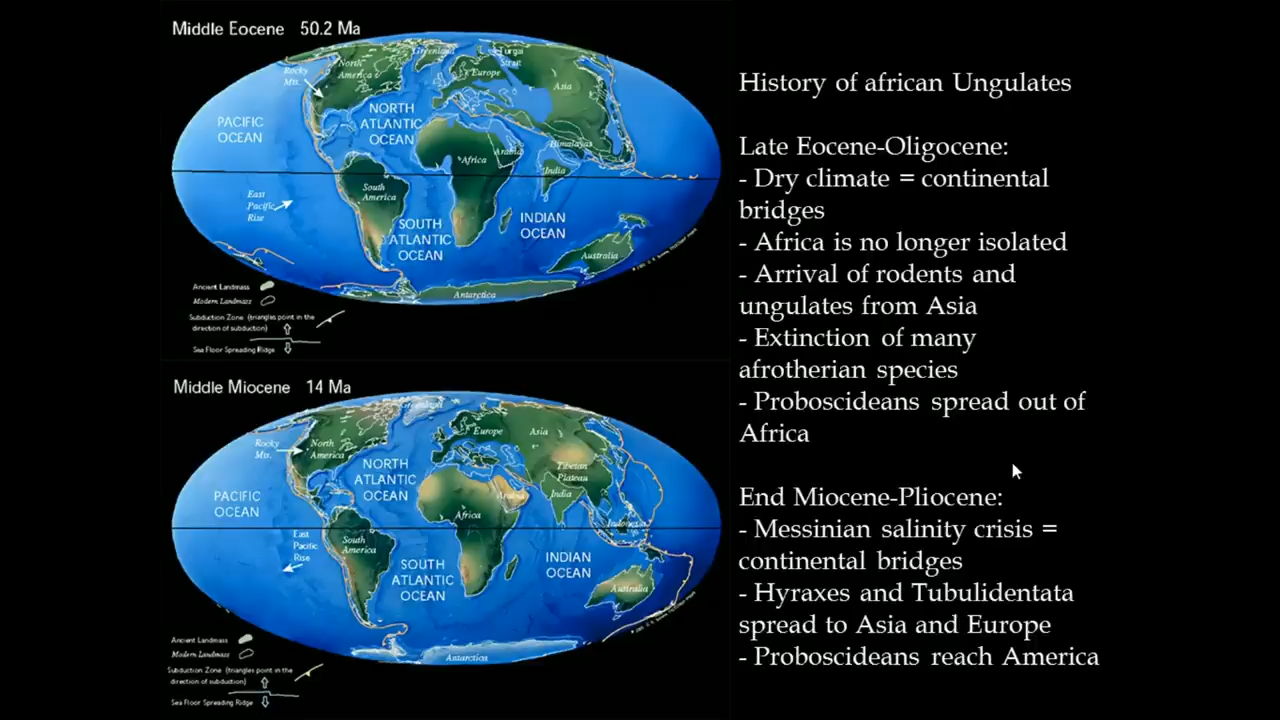 Middle Eocene 50.2 Ma
Greenland
Turgai
Strait
Rocky
Mts.
North
America
Europe
Asia
PACIFIC
OCEAN
NORTH
ATLANTIC
OCEAN
Himalayas
Arabia
Africa
India
South
America
East
Pacific
Rise
SOUTH
ATLANTIC
OCEAN
INDIAN
OCEAN
Australia
Antarctica
Ancient Landmass
Modern Landmass
Subduction Zone (triangles point in the
direction of subduction)
Sea Floor Spreading Ridge
Middle Miocene 14 Ma
Greenland
Rocky
Mts.
North
America
Europe
Asia
Tibetan
Plateau
PACIFIC
OCEAN
NORTH
ATLANTIC
OCEAN
Arabia
India
Africa
Indonesia
East
Pacific
Rise
South
America
SOUTH
ATLANTIC
OCEAN
INDIAN
OCEAN
Australia
Antarctica
Ancient Landmass
Modern Landmass
Subduction Zone (triangles point in the
direction of subduction)
Sea Floor Spreading Ridge
History of african Ungulates
Late Eocene-Oligocene:
- Dry climate = continental
bridges
- Africa is no longer isolated
- Arrival of rodents and
ungulates from Asia
- Extinction of many
afrotherian species
- Proboscideans spread out of
Africa
End Miocene-Pliocene:
- Messinian salinity crisis =
continental bridges
- Hyraxes and Tubulidentata
spread to Asia and Europe
- Proboscideans reach America